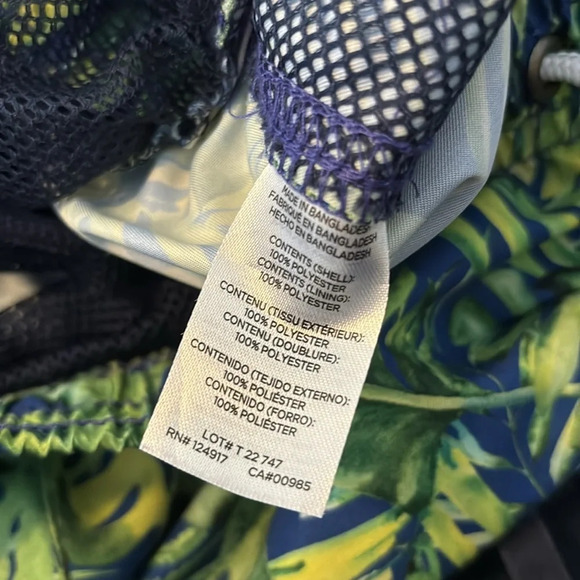 MADE IN BANGLADESH
FABRIQUÉ EN BANGLADESH
HECHO EN BANGLADESH
CONTENTS (SHELL):
100% POLYESTER
CONTENTS (LINING):
100% POLYESTER
CONTENU (TISSU EXTÉRIEUR):
100% POLYESTER
CONTENU (DOUBLURE):
100% POLYESTER
CONTENIDO (TEJIDO EXTERNO):
100% POLIÉSTER
CONTENIDO (FORRO):
100% POLIÉSTER
LOT# T 22 747
RN# 124917 CA#00985